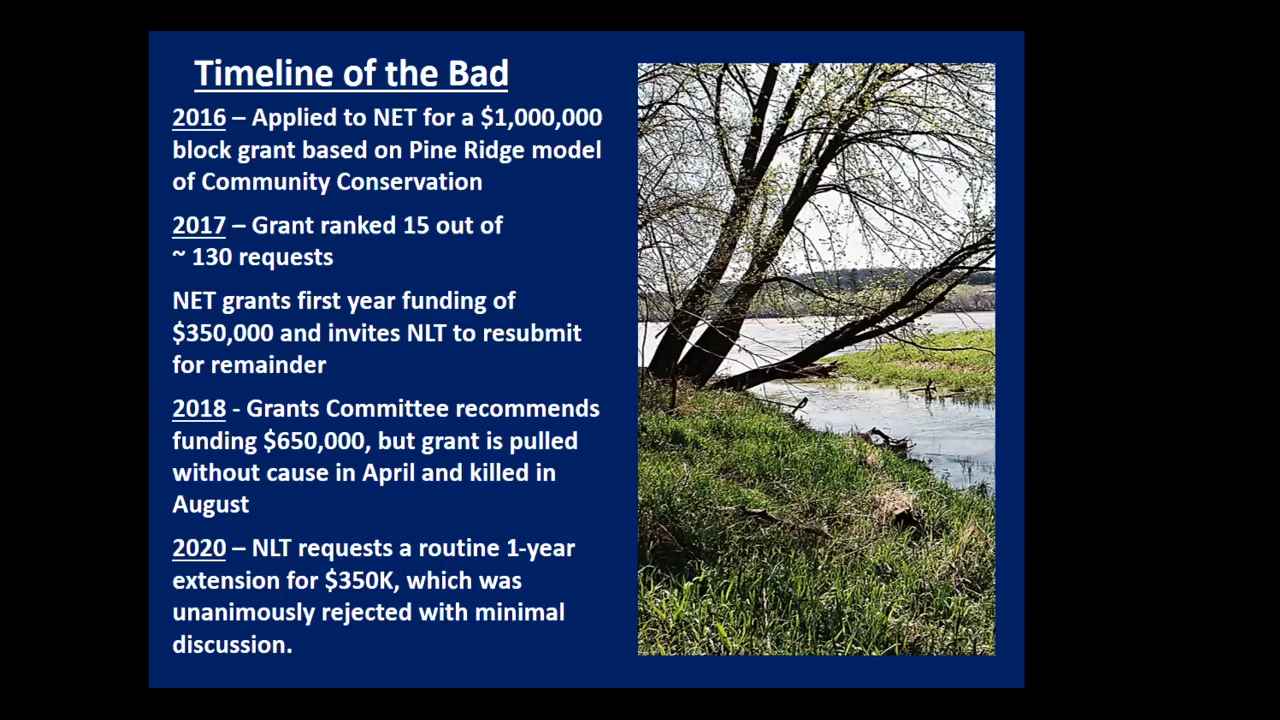 Timeline of the Bad
2016 – Applied to NET for a $1,000,000
block grant based on Pine Ridge model
of Community Conservation
2017 – Grant ranked 15 out of
~ 130 requests
NET grants first year funding of
$350,000 and invites NLT to resubmit
for remainder
2018 - Grants Committee recommends
funding $650,000, but grant is pulled
without cause in April and killed in
August
2020 – NLT requests a routine 1-year
extension for $350K, which was
unanimously rejected with minimal
discussion.